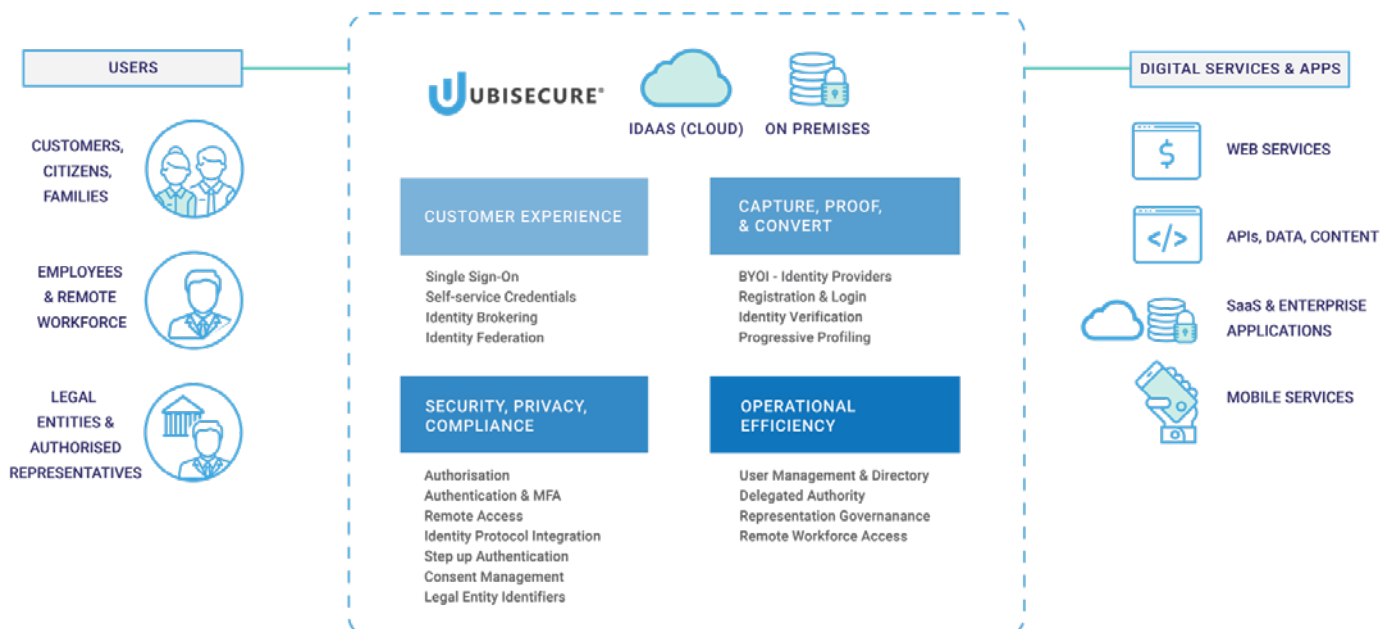 USERS
CUSTOMERS,
CITIZENS,
FAMILIES
EMPLOYEES
& REMOTE
WORKFORCE
LEGAL
ENTITIES &
AUTHORISED
REPRESENTATIVES
UBISECURE®
IDAAS (CLOUD)
ON PREMISES
CUSTOMER EXPERIENCE
Single Sign-On
Self-service Credentials
Identity Brokering
Identity Federation
CAPTURE, PROOF,
& CONVERT
BYOI - Identity Providers
Registration & Login
Identity Verification
Progressive Profiling
SECURITY, PRIVACY,
COMPLIANCE
Authorisation
Authentication & MFA
Remote Access
Identity Protocol Integration
Step up Authentication
Consent Management
Legal Entity Identifiers
OPERATIONAL
EFFICIENCY
User Management & Directory
Delegated Authority
Representation Governanance
Remote Workforce Access
DIGITAL SERVICES & APPS
$
WEB SERVICES
</>
APIs, DATA, CONTENT
SaaS & ENTERPRISE
APPLICATIONS
MOBILE SERVICES